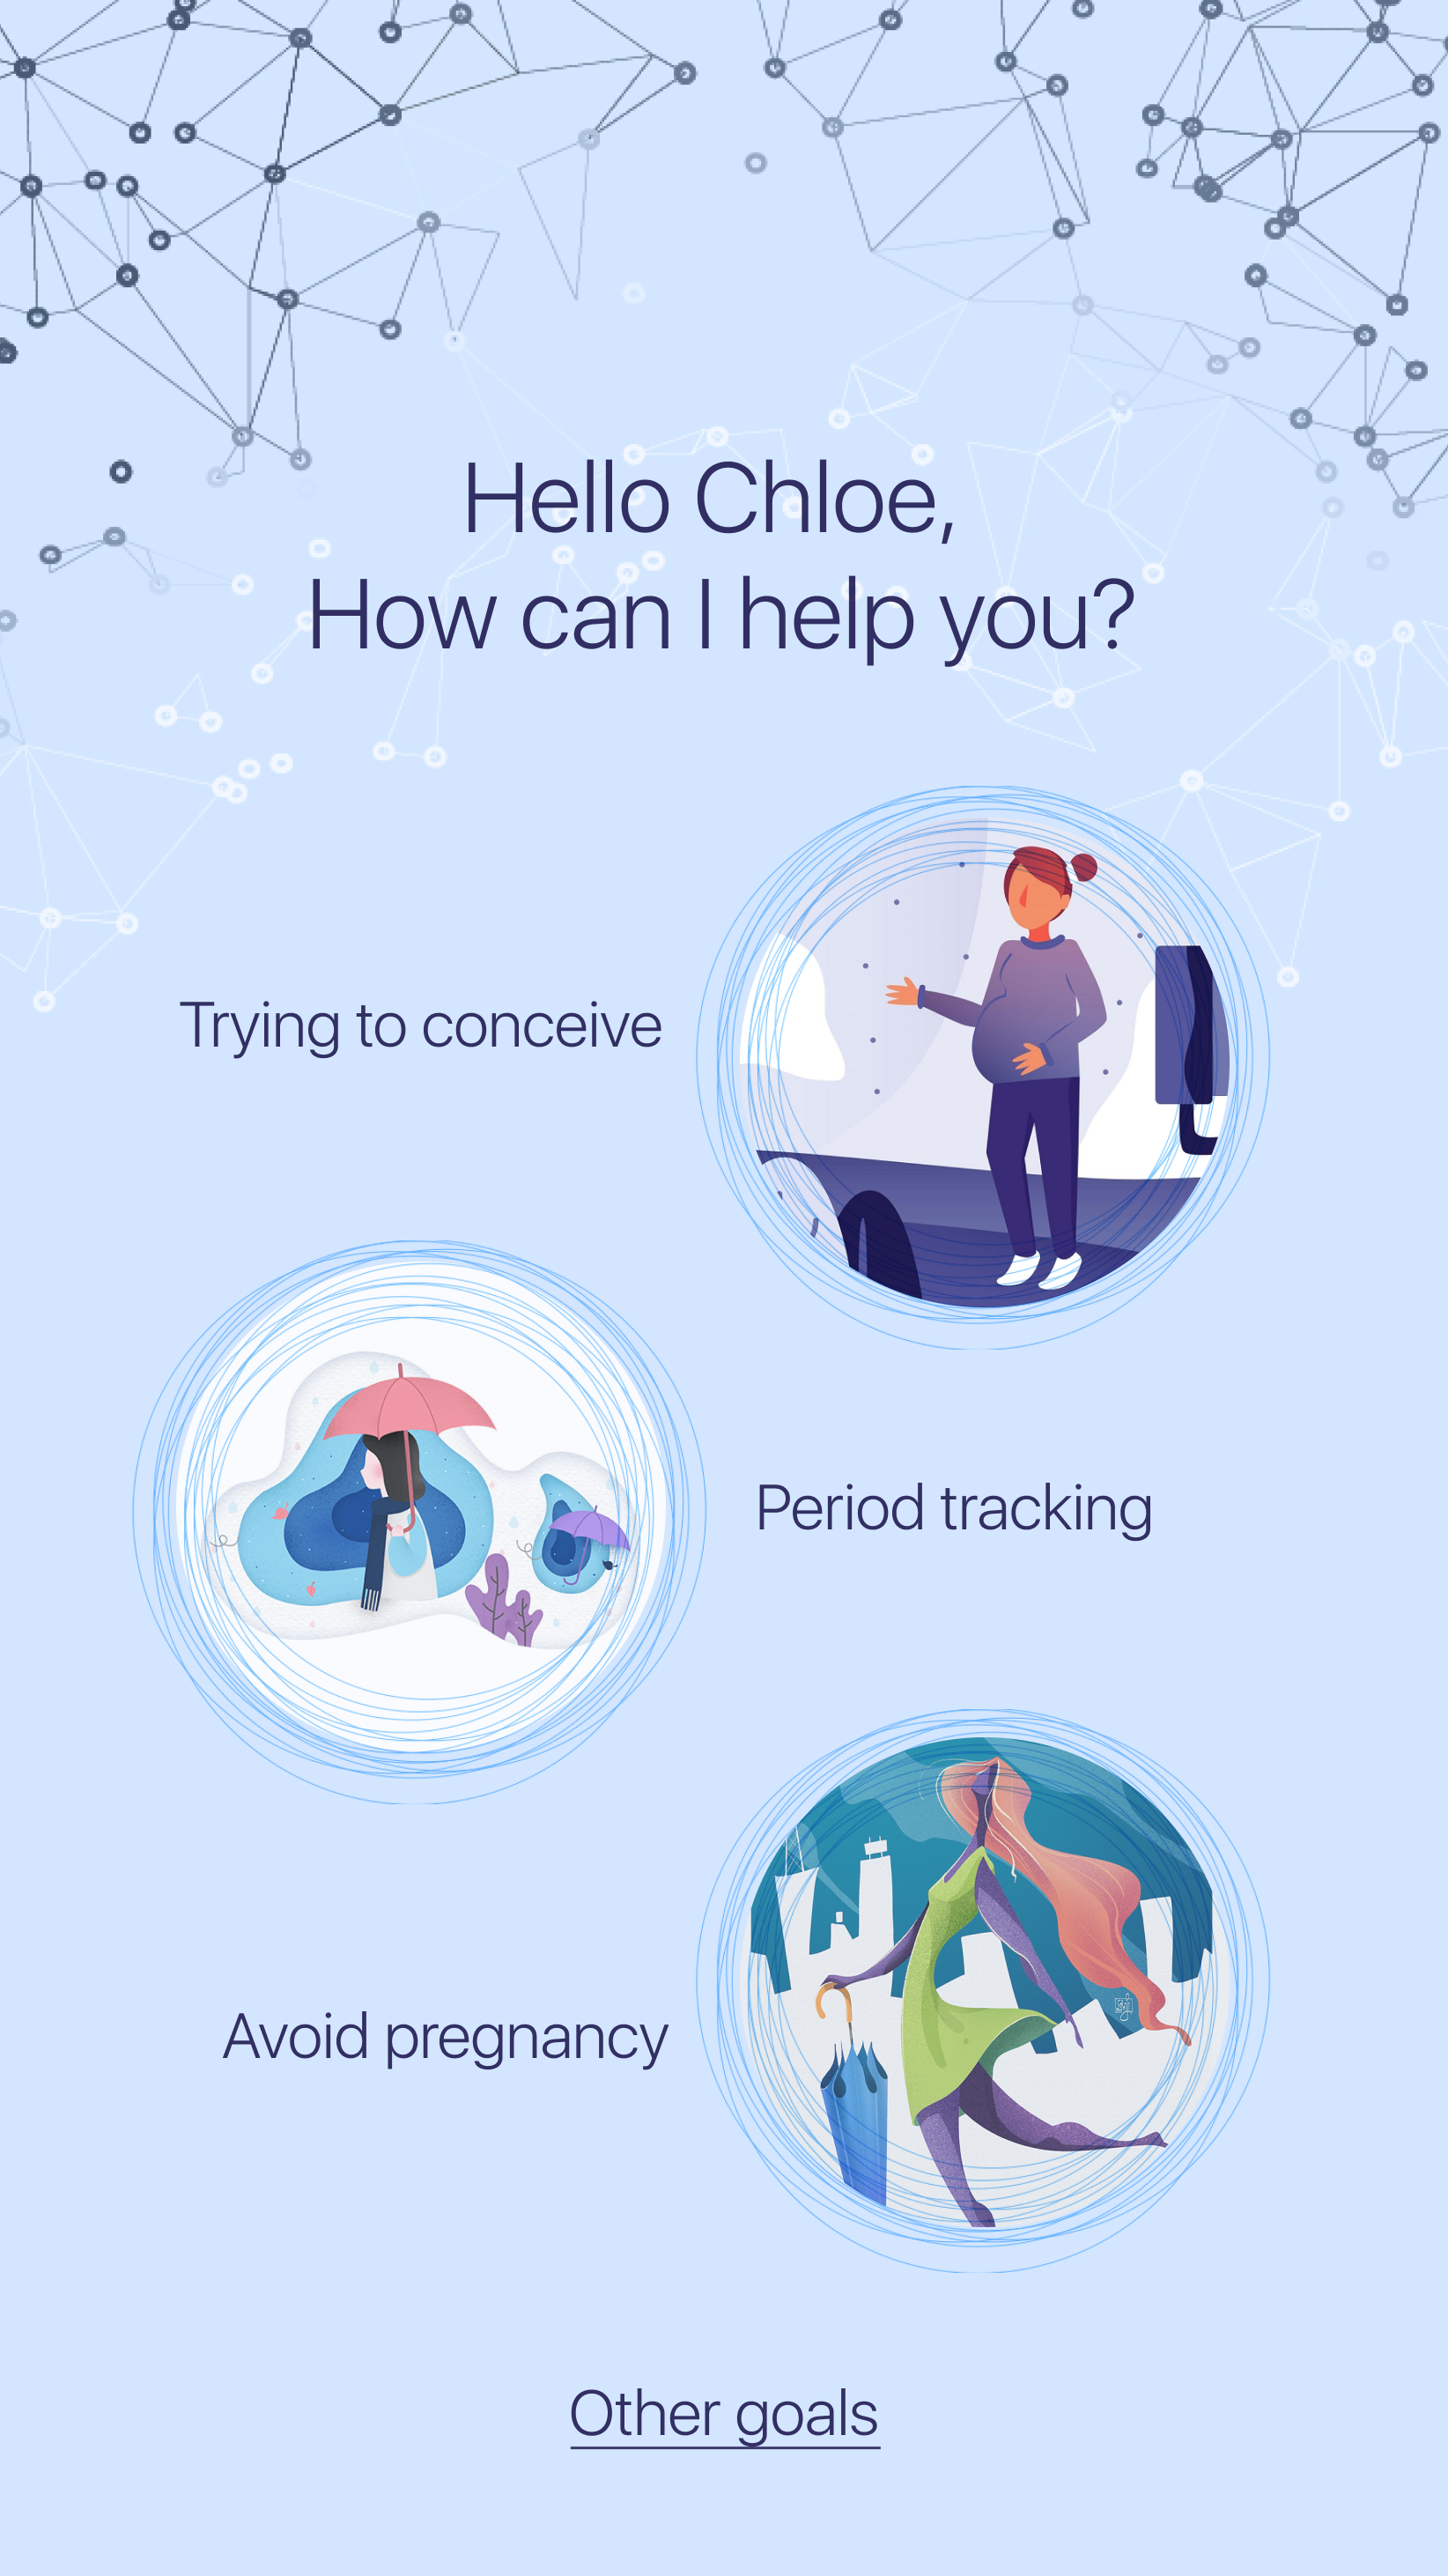 Hello Chloe,
How can I help you?
Trying to conceive
Period tracking
Avoid pregnancy
Other goals